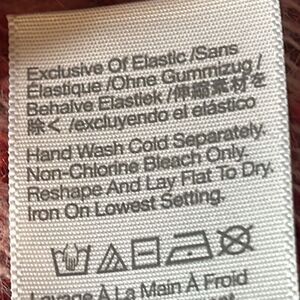 Exclusive Of Elastic /Sans
Élastique /Ohne Gummizug /
Behalve Elastiek /伸縮素材を
除く /excluyendo el elástico
Hand Wash Cold Separately.
Non-Chlorine Bleach Only.
Reshape And Lay Flat To Dry.
Iron On Lowest Setting.
Lavage À La Main À Froid